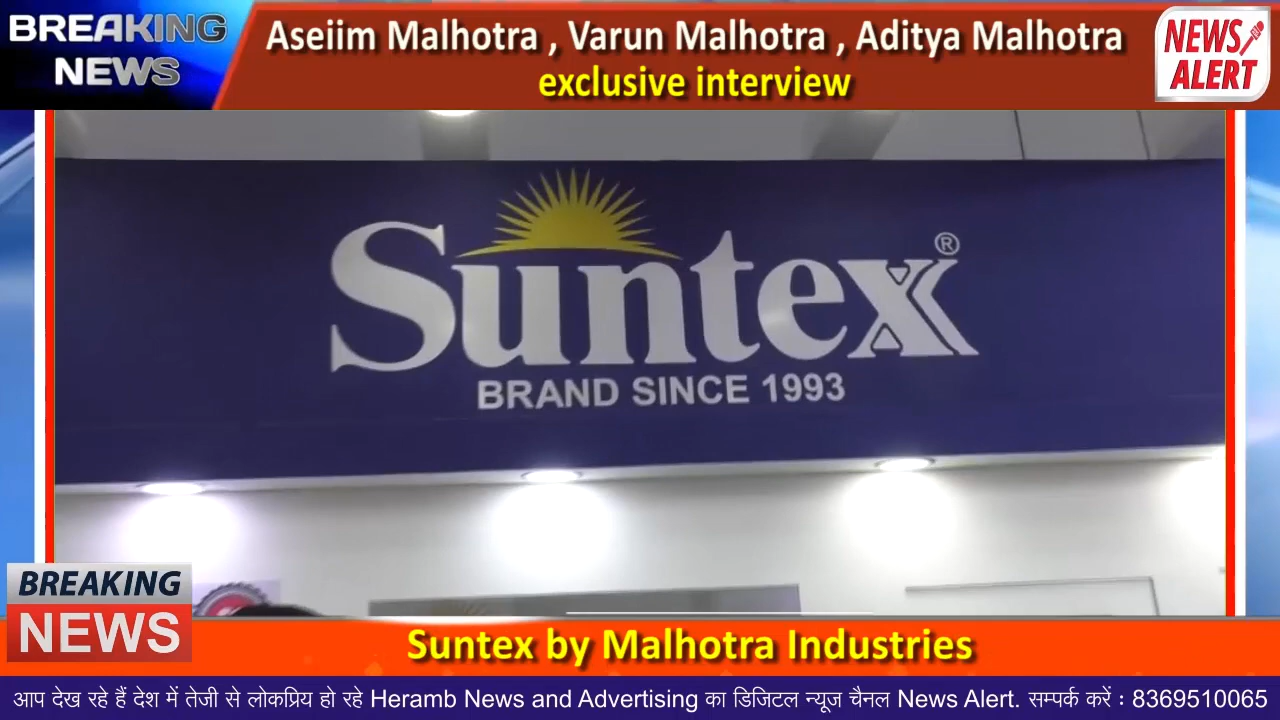 BREAKING
NEWS
Aseiim Malhotra , Varun Malhotra , Aditya Malhotra
exclusive interview
NEWS
ALERT
Suntex®
BRAND SINCE 1993
BREAKING
NEWS
Suntex by Malhotra Industries
आप देख रहे हैं देश में तेजी से लोकप्रिय हो रहे Heramb News and Advertising का डिजिटल न्यूज चैनल News Alert. सम्पर्क करें : 8369510065